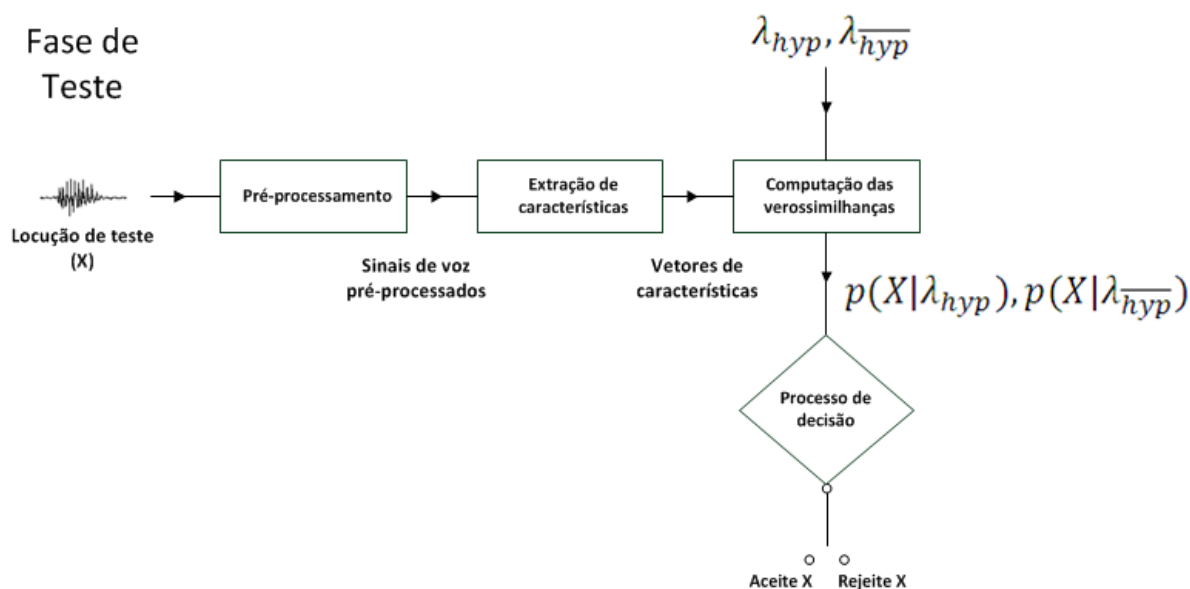 Fase de
Teste
λ_hyp, λ_{\overline{hyp}}
Pré-processamento
Extração de
características
Computação das
verossimilhanças
Locução de teste
(X)
Sinais de voz
pré-processados
Vetores de
características
p(X|λ_hyp), p(X|λ_{\overline{hyp}})
Processo de
decisão
Aceite X
Rejeite X